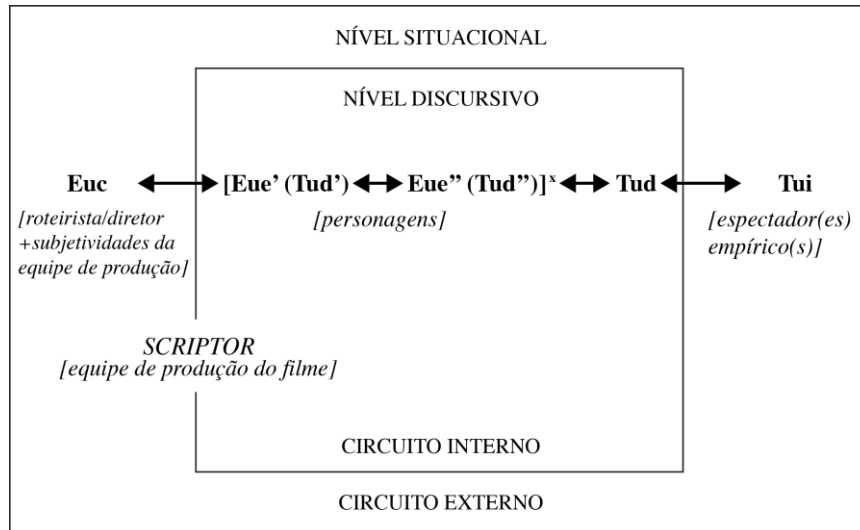 NÍVEL SITUACIONAL
NÍVEL DISCURSIVO
Euc [Eue’ (Tud’) Eue” (Tud”)]ˣ Tud Tui
[roteirista/diretor
+subjetividades da
equipe de produção]
[personagens]
[espectador(es)
empírico(s)]
SCRIPTOR
[equipe de produção do filme]
CIRCUITO INTERNO
CIRCUITO EXTERNO